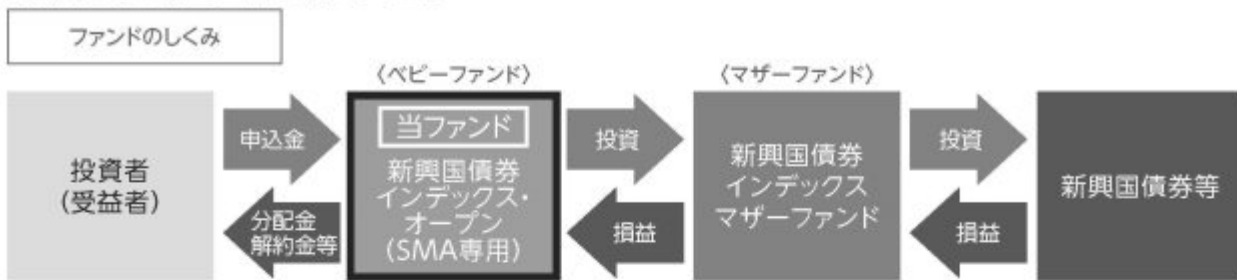 ファンドのしくみ
〈ベビーファンド〉
〈マザーファンド〉
投資者
(受益者)
申込金
分配金
解約金等
当ファンド
新興国債券
インデックス・
オープン
(SMA専用)
投資
損益
新興国債券
インデックス
マザーファンド
投資
損益
新興国債券等